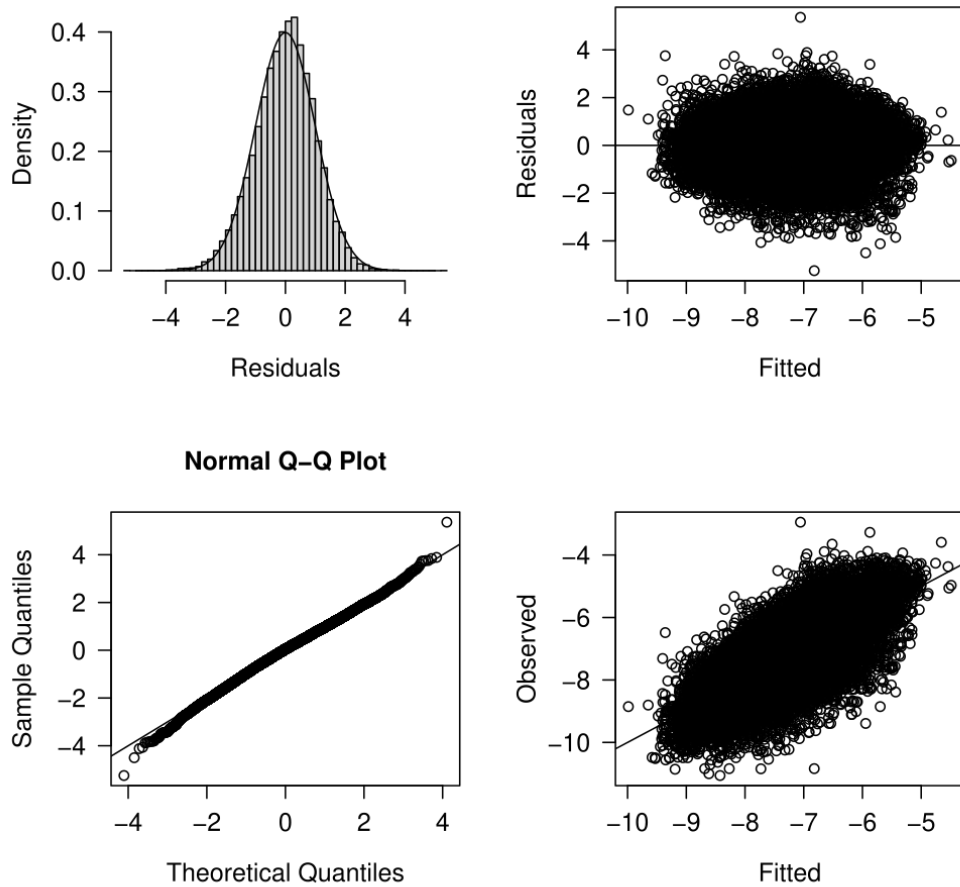 0.4
0.3
0.2
0.1
0.0
Density
−4 −2 0 2 4
Residuals
4
2
0
−2
−4
Residuals
−10 −9 −8 −7 −6 −5
Fitted
Normal Q−Q Plot
4
2
0
−2
−4
Sample Quantiles
−4 −2 0 2 4
Theoretical Quantiles
−4
−6
−8
−10
Observed
−10 −9 −8 −7 −6 −5
Fitted